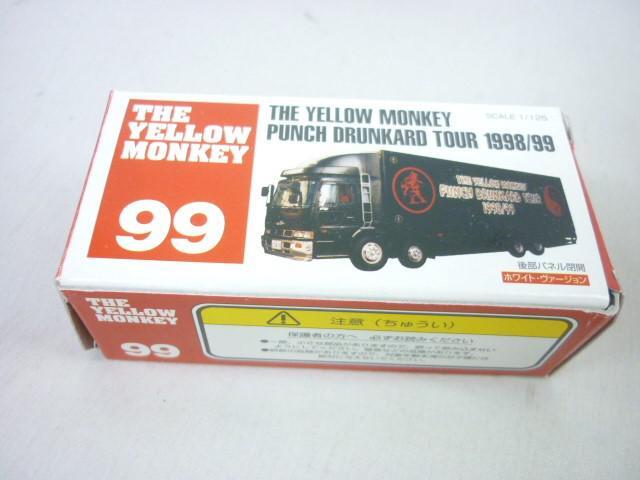 THE
YELLOW
MONKEY
99
THE YELLOW MONKEY
PUNCH DRUNKARD TOUR 1998/99
SCALE 1/125
THE YELLOW MONKEY
PUNCH DRUNKARD TOUR
1998/99
後部パネル開閉
ホワイト・ヴァージョン
THE
YELLOW
MONKEY
99
注意(ちゅうい)
保護者の方へ 必ずお読みください